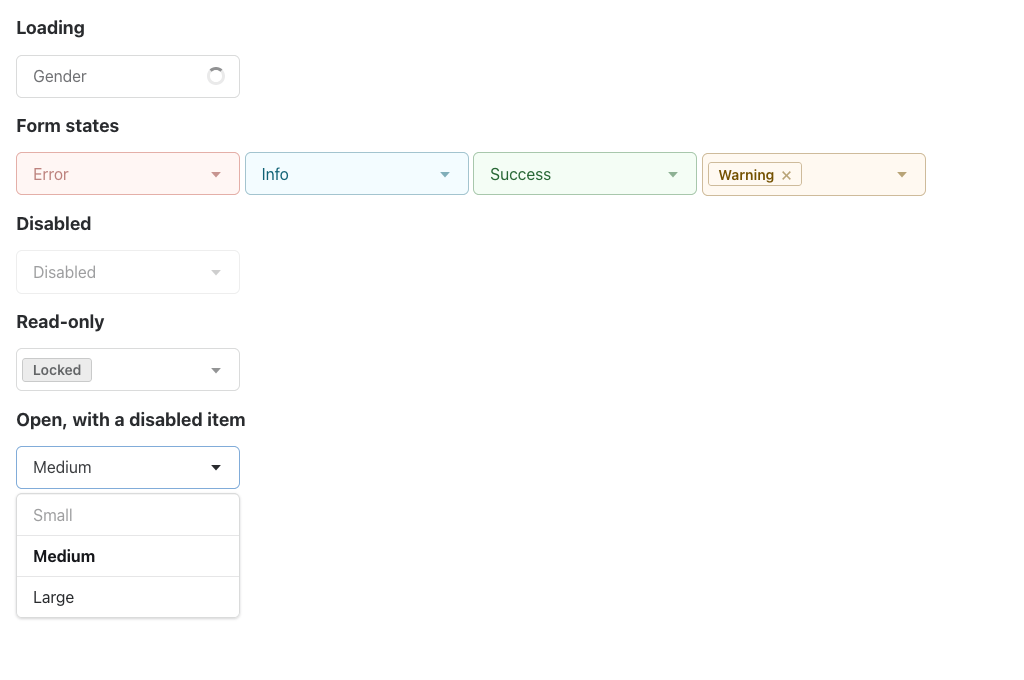 Loading
Gender
Form states
Error
Info
Success
Warning
Disabled
Disabled
Read-only
Locked
Open, with a disabled item
Medium
Small
Medium
Large